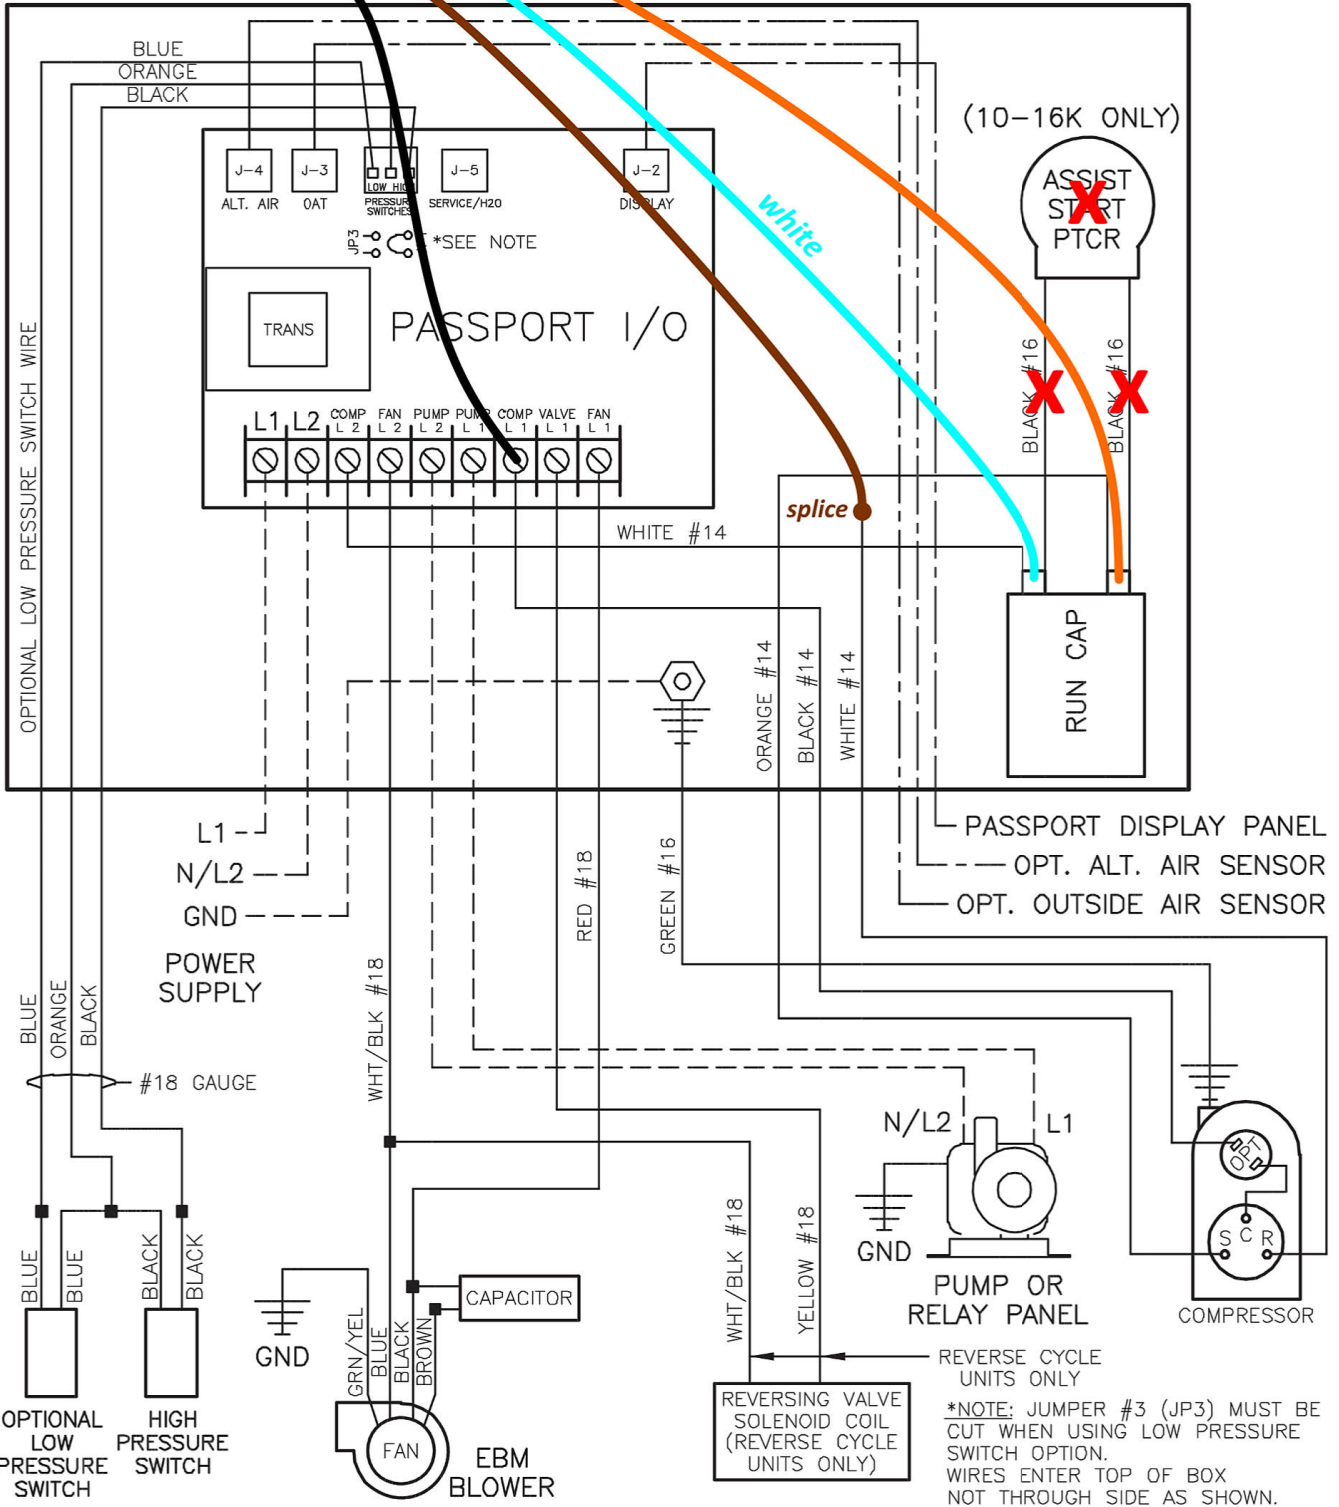 BLUE
ORANGE
BLACK
(10-16K ONLY)
ASSIST
START
PTCR
J-4
J-3
J-5
J-2
LOW HIGH
ALT. AIR
OAT
PRESSURE
SWITCHES
SERVICE/H2O
DISPLAY
white
JP3
*SEE NOTE
TRANS
PASSPORT I/O
BLACK #16
BLACK #16
OPTIONAL LOW PRESSURE SWITCH WIRE
L1
L2
COMP
L 2
FAN
L 2
PUMP
L 2
PUMP
L 1
COMP
L 1
VALVE
L 1
FAN
L 1
splice
WHITE #14
RUN CAP
ORANGE #14
BLACK #14
WHITE #14
L1
N/L2
GND
POWER
SUPPLY
RED #18
GREEN #16
PASSPORT DISPLAY PANEL
OPT. ALT. AIR SENSOR
OPT. OUTSIDE AIR SENSOR
BLUE
ORANGE
BLACK
WHT/BLK #18
#18 GAUGE
N/L2
L1
GND
PUMP OR
RELAY PANEL
OPT
S
C
R
COMPRESSOR
BLUE
BLUE
BLACK
BLACK
GND
GRN/YEL
BLUE
BLACK
BROWN
CAPACITOR
WHT/BLK #18
YELLOW #18
REVERSE CYCLE
UNITS ONLY
OPTIONAL
LOW
PRESSURE
SWITCH
HIGH
PRESSURE
SWITCH
FAN
EBM
BLOWER
REVERSING VALVE
SOLENOID COIL
(REVERSE CYCLE
UNITS ONLY)
*NOTE: JUMPER #3 (JP3) MUST BE
CUT WHEN USING LOW PRESSURE
SWITCH OPTION.
WIRES ENTER TOP OF BOX
NOT THROUGH SIDE AS SHOWN.